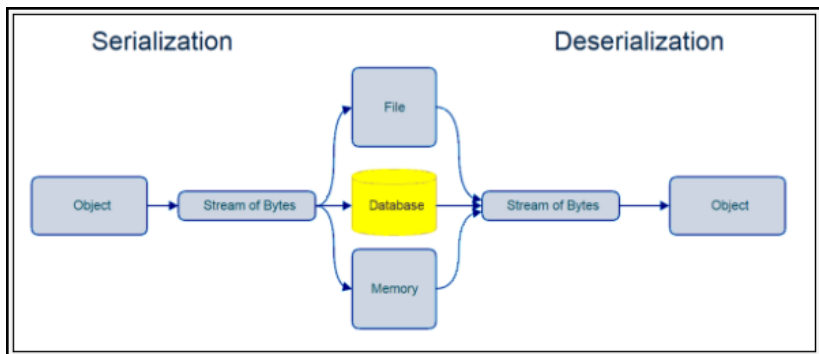 Serialization
Deserialization
File
Object
Stream of Bytes
Database
Stream of Bytes
Object
Memory